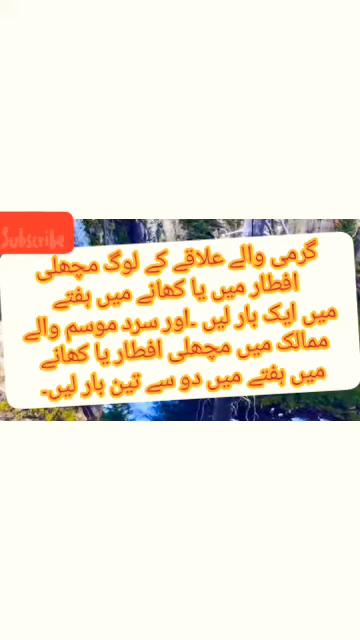 Subscribe
گرمی والے علاقے کے لوگ مچھلی
افطار میں یا کھانے میں ہفتے
میں ایک بار لیں ۔اور سرد موسم والے
ممالک میں مچھلی افطار یا کھانے
میں ہفتے میں دو سے تین بار لیں۔